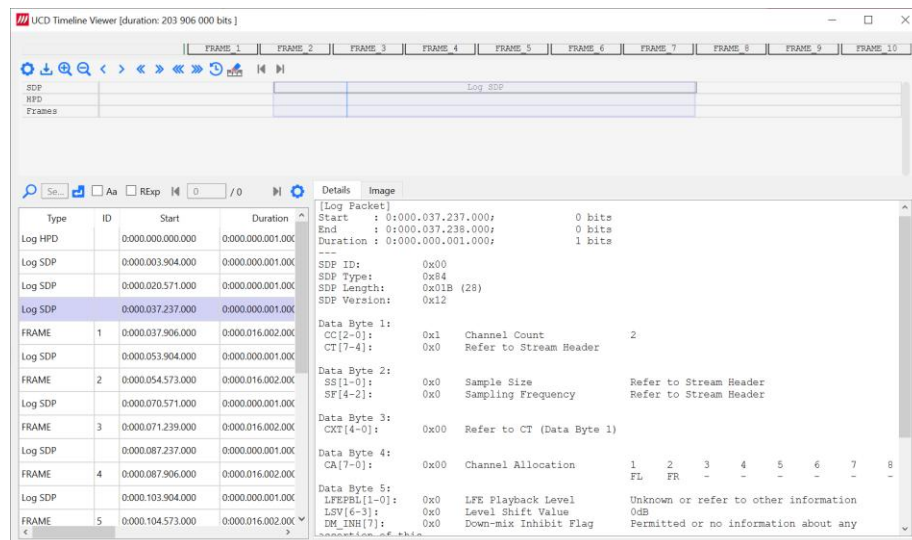 UCD Timeline Viewer [duration: 203 906 000 bits ]
FRAME_1 FRAME_2 FRAME_3 FRAME_4 FRAME_5 FRAME_6 FRAME_7 FRAME_8 FRAME_9 FRAME_10
SDP Log SDP
HPD
Frames
Se... Aa RExp 0 / 0
Type ID Start Duration
Log HPD 0:000.000.000.000 0:000.000.001.000
Log SDP 0:000.003.904.000 0:000.000.001.000
Log SDP 0:000.020.571.000 0:000.000.001.000
Log SDP 0:000.037.237.000 0:000.000.001.000
FRAME 1 0:000.037.906.000 0:000.016.002.000
Log SDP 0:000.053.904.000 0:000.000.001.000
FRAME 2 0:000.054.573.000 0:000.016.002.000
Log SDP 0:000.070.571.000 0:000.000.001.000
FRAME 3 0:000.071.239.000 0:000.016.002.000
Log SDP 0:000.087.237.000 0:000.000.001.000
FRAME 4 0:000.087.906.000 0:000.016.002.000
Log SDP 0:000.103.904.000 0:000.000.001.000
FRAME 5 0:000.104.573.000 0:000.016.002.000
Details Image
[Log Packet]
Start : 0:000.037.237.000; 0 bits
End : 0:000.037.238.000; 0 bits
Duration : 0:000.000.001.000; 1 bits
---
SDP ID: 0x00
SDP Type: 0x84
SDP Length: 0x01B (28)
SDP Version: 0x12
Data Byte 1:
CC[2-0]: 0x1 Channel Count 2
CT[7-4]: 0x0 Refer to Stream Header
Data Byte 2:
SS[1-0]: 0x0 Sample Size Refer to Stream Header
SF[4-2]: 0x0 Sampling Frequency Refer to Stream Header
Data Byte 3:
CXT[4-0]: 0x00 Refer to CT (Data Byte 1)
Data Byte 4:
CA[7-0]: 0x00 Channel Allocation 1 2 3 4 5 6 7 8
FL FR - - - - - -
Data Byte 5:
LFEPBL[1-0]: 0x0 LFE Playback Level Unknown or refer to other information
LSV[6-3]: 0x0 Level Shift Value 0dB
DM_INH[7]: 0x0 Down-mix Inhibit Flag Permitted or no information about any
assertion of this